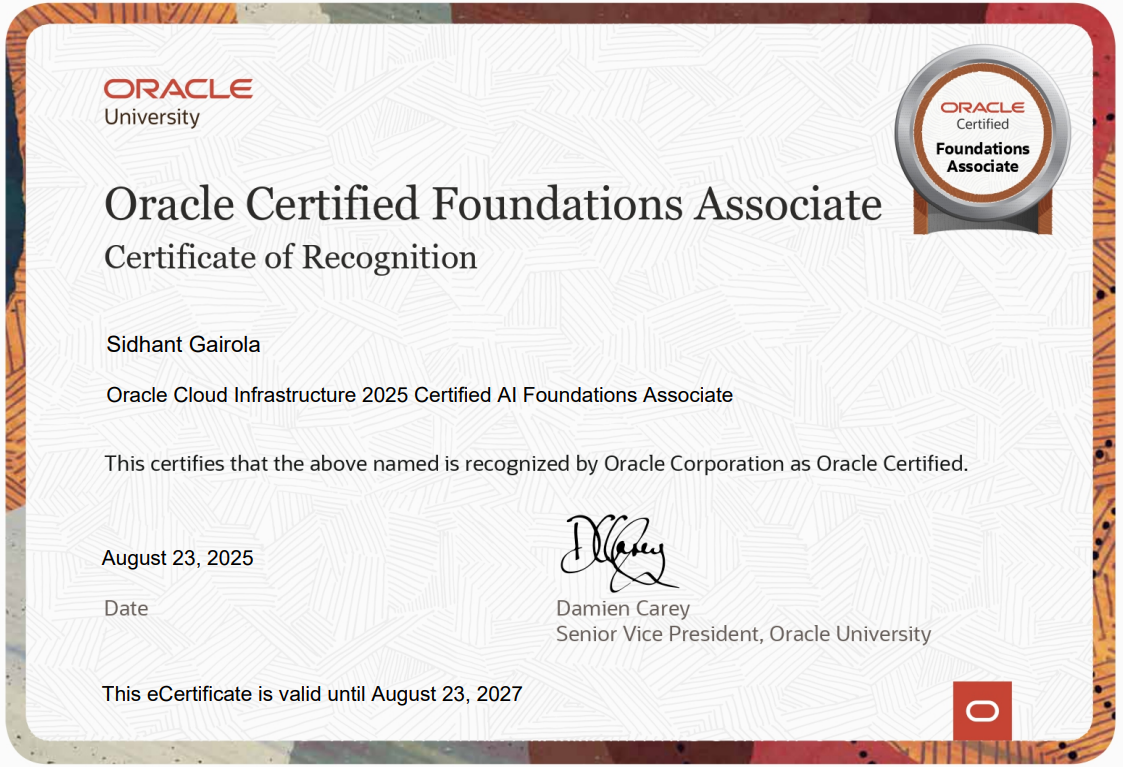 ORACLE
University
ORACLE
Certified
Foundations
Associate
Oracle Certified Foundations Associate
Certificate of Recognition
Sidhant Gairola
Oracle Cloud Infrastructure 2025 Certified AI Foundations Associate
This certifies that the above named is recognized by Oracle Corporation as Oracle Certified.
August 23, 2025
DCarey
Date
Damien Carey
Senior Vice President, Oracle University
This eCertificate is valid until August 23, 2027